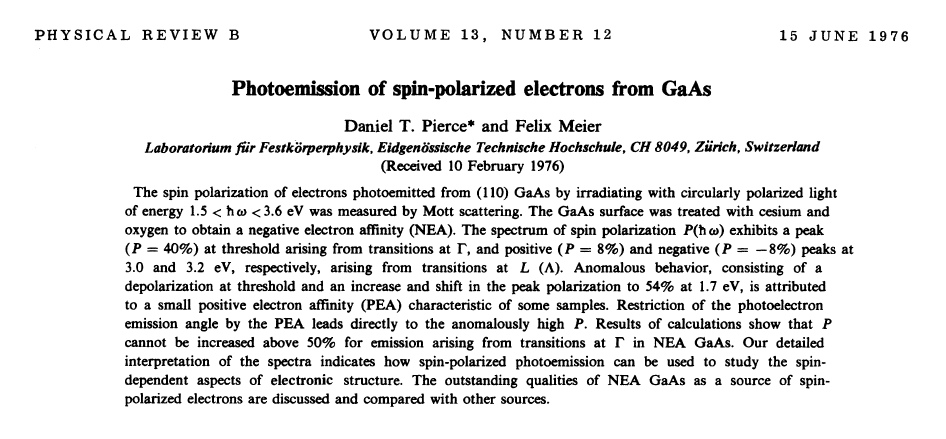 PHYSICAL REVIEW B VOLUME 13, NUMBER 12 15 JUNE 1976
Photoemission of spin-polarized electrons from GaAs
Daniel T. Pierce* and Felix Meier
Laboratorium für Festkörperphysik, Eidgenössische Technische Hochschule, CH 8049, Zürich, Switzerland
(Received 10 February 1976)
The spin polarization of electrons photoemitted from (110) GaAs by irradiating with circularly polarized light
of energy 1.5 < ħω < 3.6 eV was measured by Mott scattering. The GaAs surface was treated with cesium and
oxygen to obtain a negative electron affinity (NEA). The spectrum of spin polarization P(ħω) exhibits a peak
(P = 40%) at threshold arising from transitions at Γ, and positive (P = 8%) and negative (P = −8%) peaks at
3.0 and 3.2 eV, respectively, arising from transitions at L (Λ). Anomalous behavior, consisting of a
depolarization at threshold and an increase and shift in the peak polarization to 54% at 1.7 eV, is attributed
to a small positive electron affinity (PEA) characteristic of some samples. Restriction of the photoelectron
emission angle by the PEA leads directly to the anomalously high P. Results of calculations show that P
cannot be increased above 50% for emission arising from transitions at Γ in NEA GaAs. Our detailed
interpretation of the spectra indicates how spin-polarized photoemission can be used to study the spin-
dependent aspects of electronic structure. The outstanding qualities of NEA GaAs as a source of spin-
polarized electrons are discussed and compared with other sources.